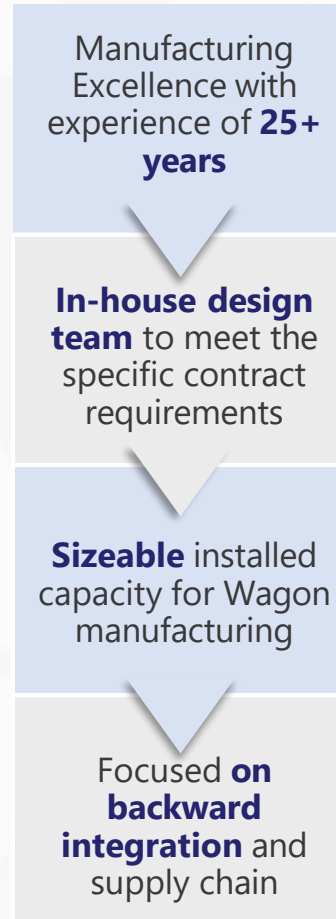 Manufacturing
Excellence with
experience of 25+
years
In-house design
team to meet the
specific contract
requirements
Sizeable installed
capacity for Wagon
manufacturing
Focused on
backward
integration and
supply chain